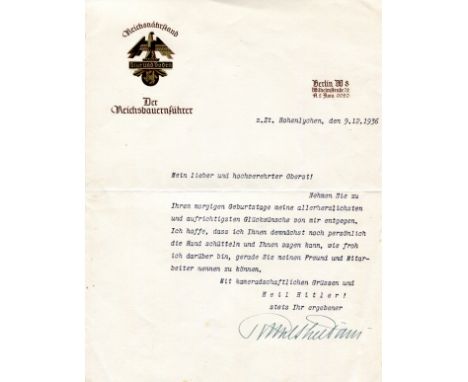 Reichsnährstand
Blut und Boden
Der
Reichsbauernführer
Berlin W 8
Wilhelmstraße 72
z.Zt. Hohenlychen, den 9.12.1936
Mein lieber und hochverehrter Oberst!
Nehmen Sie zu
Ihrem morgigen Geburtstage meine allerherzlichsten
und aufrichtigsten Glückwünsche von mir entgegen.
Ich hoffe, dass ich Ihnen demnächst noch persönlich
die Hand schütteln und Ihnen sagen kann, wie froh
ich darüber bin, gerade Sie meinen Freund und Mitar-
beiter nennen zu können.
Mit kameradschaftlichen Grüssen und
Heil Hitler!
stets Ihr ergebener